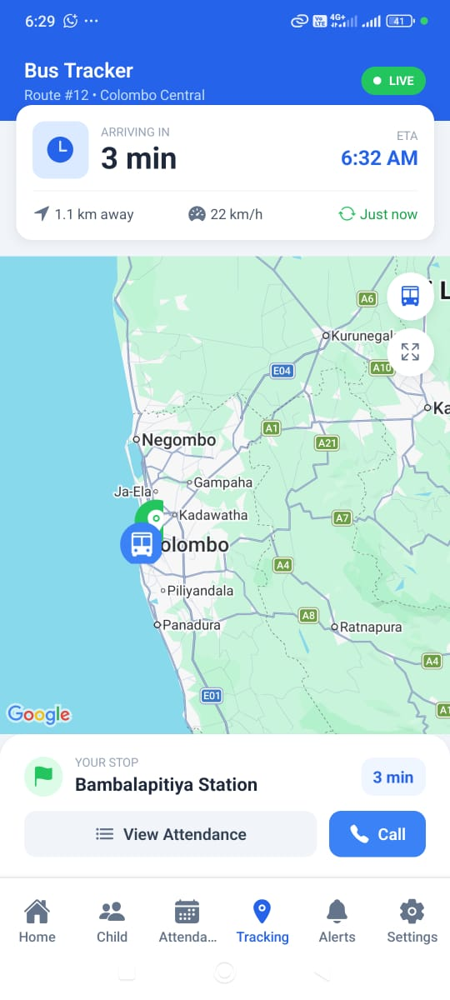 6:29
Vo LTE 4G+ 41
Bus Tracker
Route #12 • Colombo Central
LIVE
ARRIVING IN
3 min
ETA
6:32 AM
1.1 km away
22 km/h
Just now
A6
L
Kurunegal
A10
E04
Ka
A1
A21
Negombo
Gampaha
Ja-Ela
Kadawatha
A7
olombo
A4
Piliyandala
A8
Panadura
Ratnapura
A4
E01
A1
Google
YOUR STOP
Bambalapitiya Station
3 min
View Attendance
Call
Home
Child
Attenda...
Tracking
Alerts
Settings